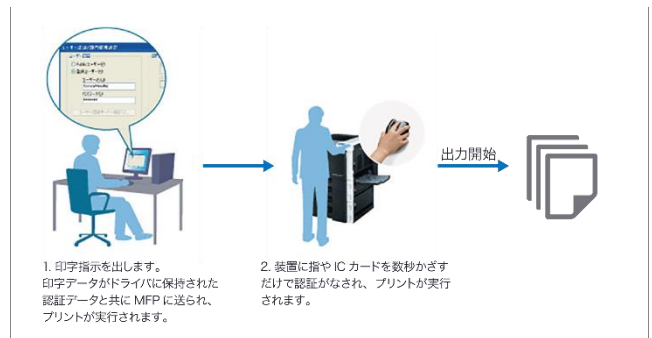 出力開始
1. 印字指示を出します。
印字データがドライバに保持された
認証データと共に MFP に送られ、
プリントが実行されます。
2. 装置に指や IC カードを数秒かざす
だけで認証がなされ、プリントが実行
されます。